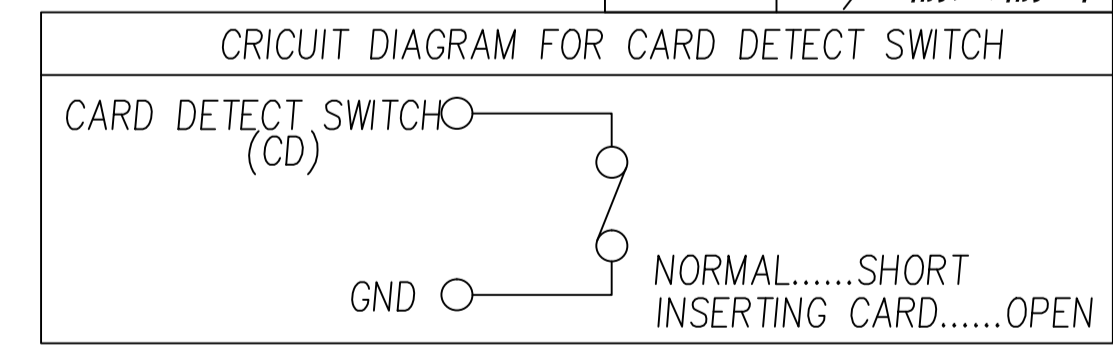 CRICUIT DIAGRAM FOR CARD DETECT SWITCH
CARD DETECT SWITCH
(CD)
GND
NORMAL......SHORT
INSERTING CARD......OPEN